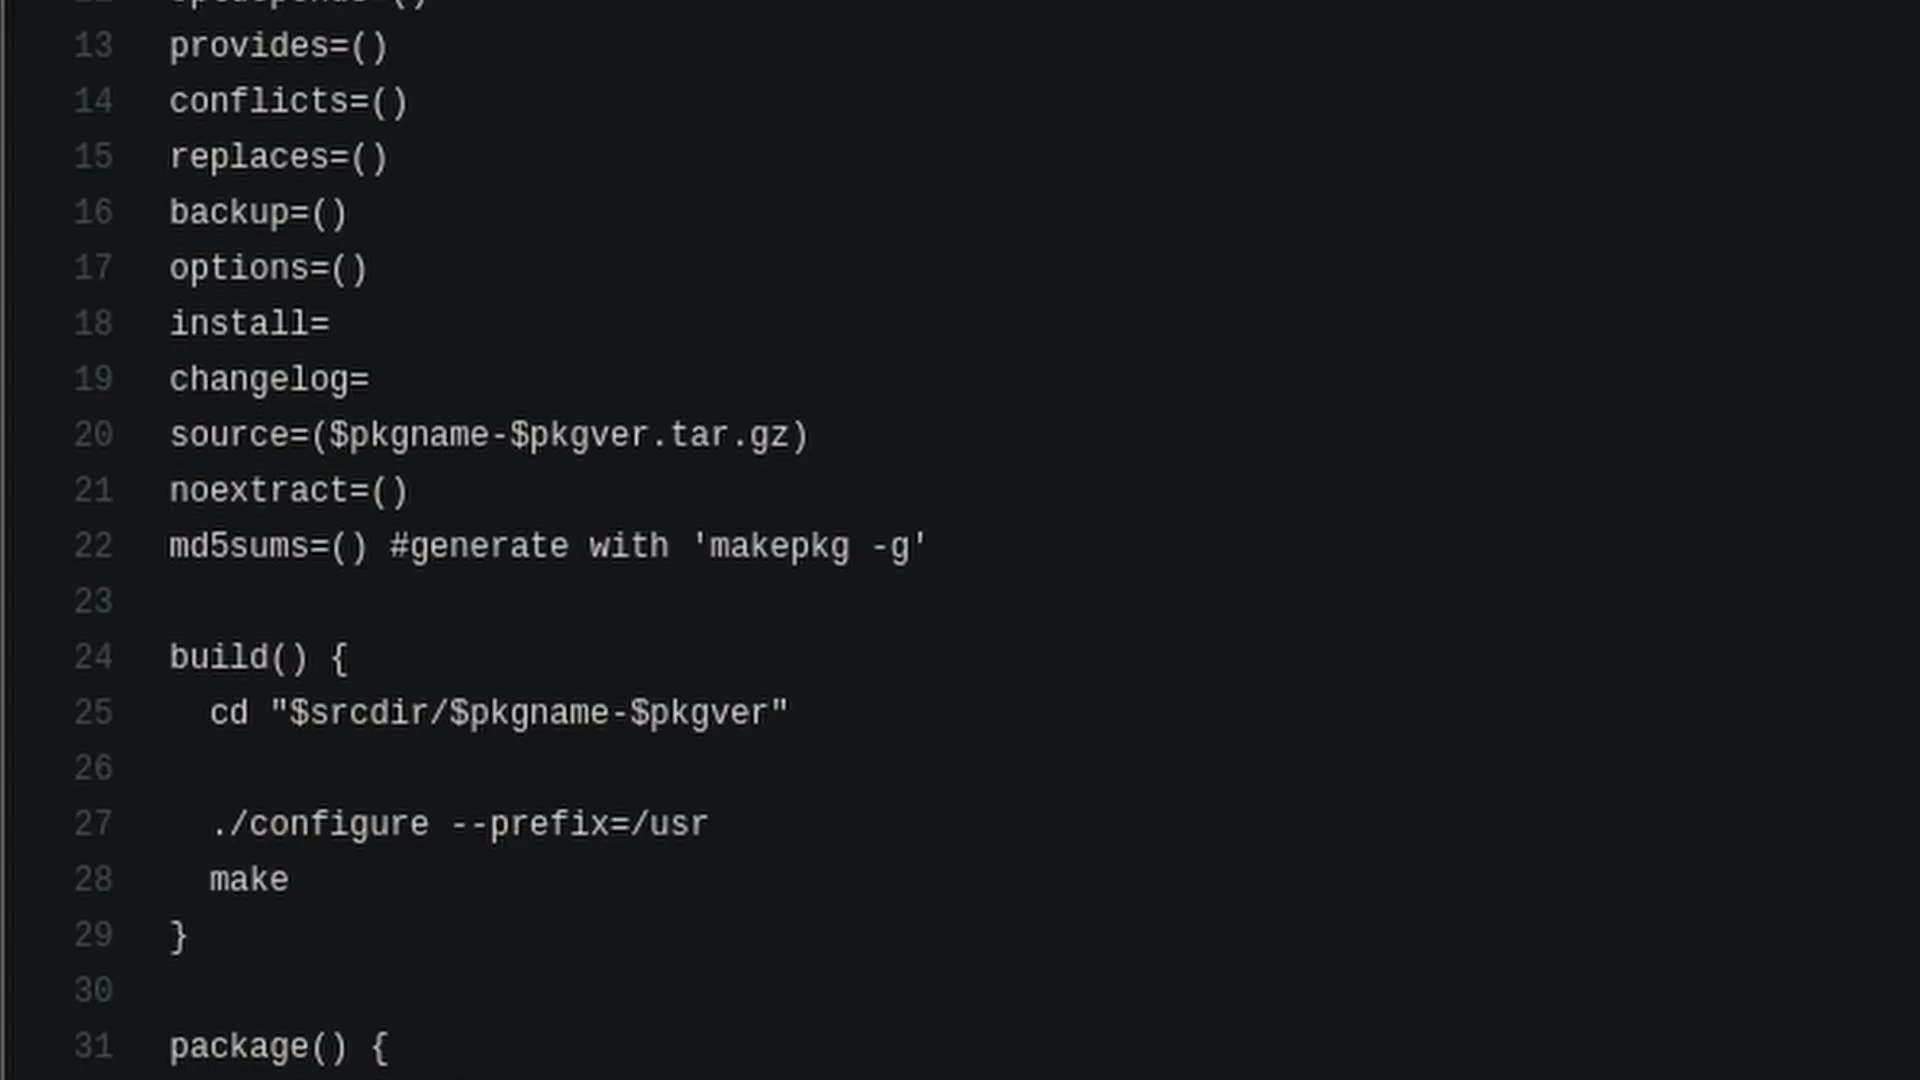 13 provides=()
14 conflicts=()
15 replaces=()
16 backup=()
17 options=()
18 install=
19 changelog=
20 source=($pkgname-$pkgver.tar.gz)
21 noextract=()
22 md5sums=() #generate with 'makepkg -g'
23
24 build() {
25   cd "$srcdir/$pkgname-$pkgver"
26
27   ./configure --prefix=/usr
28   make
29 }
30
31 package() {